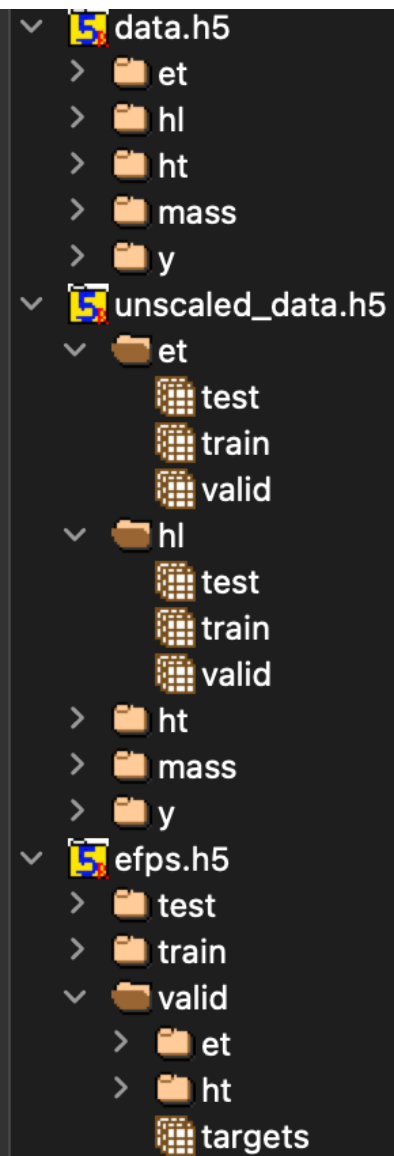 data.h5
et
hl
ht
mass
y
unscaled_data.h5
et
test
train
valid
hl
test
train
valid
ht
mass
y
efps.h5
test
train
valid
et
ht
targets